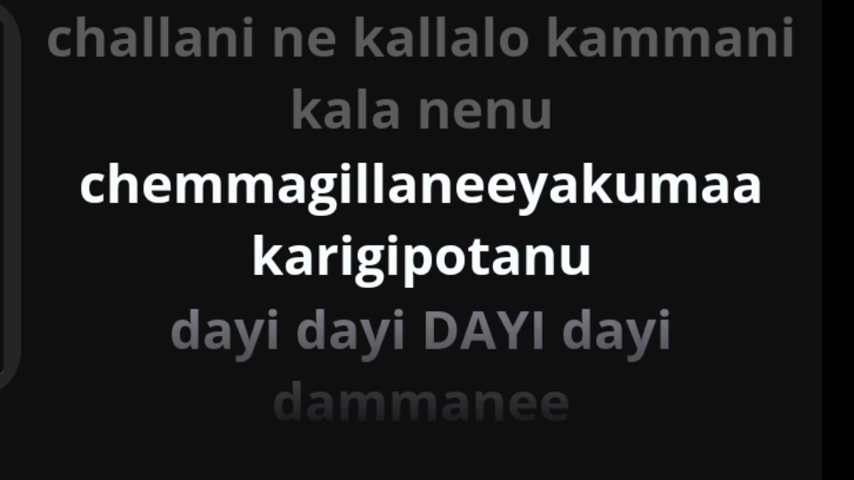 challani ne kallalo kammani
kala nenu
chemmagillaneeyakumaa
karigipotanu
dayi dayi DAYI dayi
dammanee